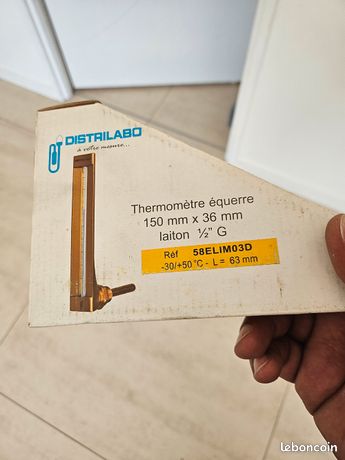 DISTRILABO
à votre mesure...
Thermomètre équerre
150 mm x 36 mm
laiton ½" G
Réf 58ELIM03D
-30/+50°C - L = 63 mm
leboncoin